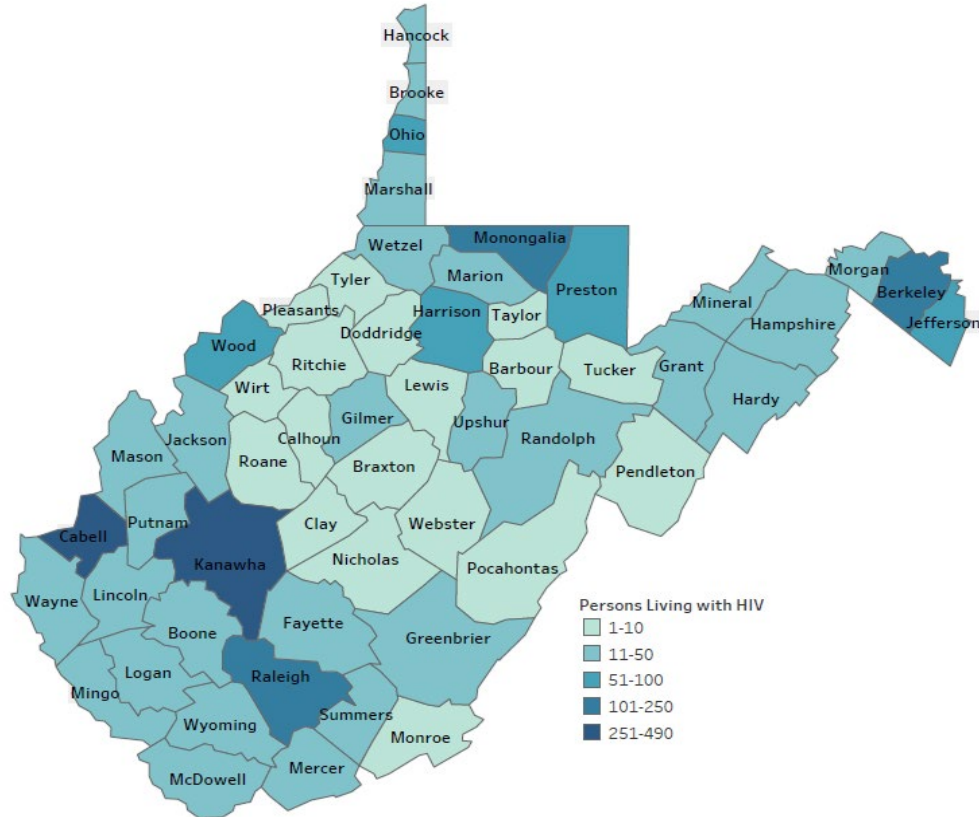 Hancock
Brooke
Ohio
Marshall
Wetzel
Monongalia
Marion
Preston
Tyler
Pleasants
Doddridge
Harrison
Taylor
Mineral
Morgan
Berkeley
Jefferson
Hampshire
Wood
Ritchie
Wirt
Lewis
Barbour
Tucker
Grant
Hardy
Gilmer
Upshur
Randolph
Jackson
Calhoun
Mason
Roane
Braxton
Pendleton
Putnam
Cabell
Clay
Webster
Kanawha
Nicholas
Pocahontas
Wayne
Lincoln
Boone
Fayette
Greenbrier
Logan
Raleigh
Mingo
Wyoming
Summers
Monroe
McDowell
Mercer
Persons Living with HIV
1-10
11-50
51-100
101-250
251-490